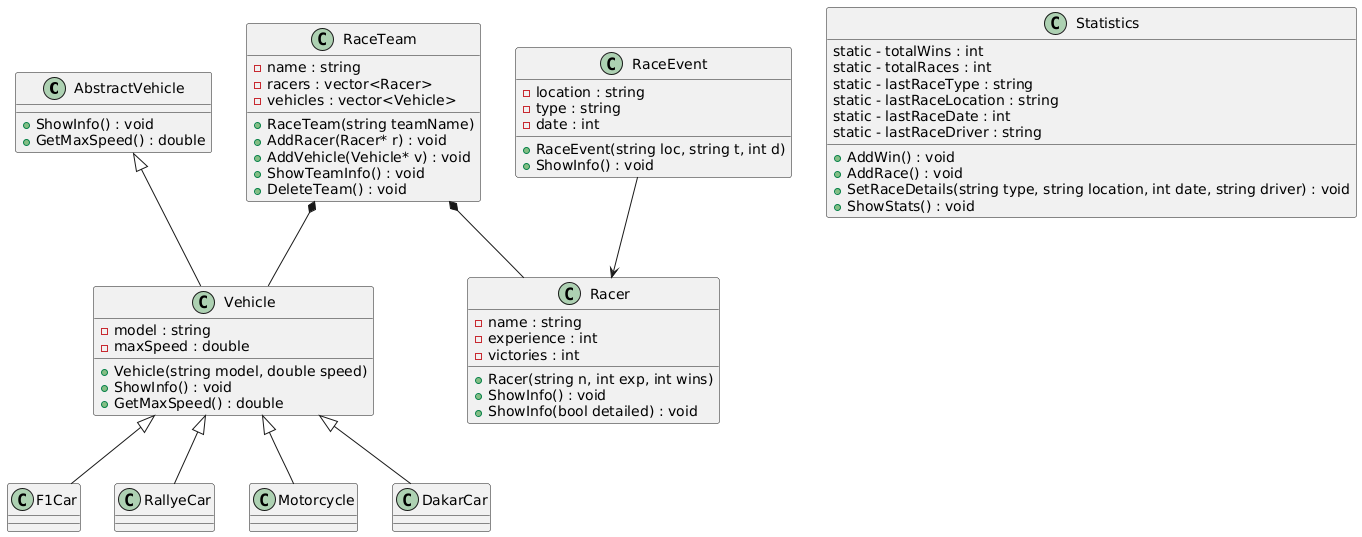 C AbstractVehicle
ShowInfo() : void
GetMaxSpeed() : double
C RaceTeam
name : string
racers : vector<Racer>
vehicles : vector<Vehicle>
RaceTeam(string teamName)
AddRacer(Racer* r) : void
AddVehicle(Vehicle* v) : void
ShowTeamInfo() : void
DeleteTeam() : void
C RaceEvent
location : string
type : string
date : int
RaceEvent(string loc, string t, int d)
ShowInfo() : void
C Statistics
static - totalWins : int
static - totalRaces : int
static - lastRaceType : string
static - lastRaceLocation : string
static - lastRaceDate : int
static - lastRaceDriver : string
AddWin() : void
AddRace() : void
SetRaceDetails(string type, string location, int date, string driver) : void
ShowStats() : void
C Vehicle
model : string
maxSpeed : double
Vehicle(string model, double speed)
ShowInfo() : void
GetMaxSpeed() : double
C Racer
name : string
experience : int
victories : int
Racer(string n, int exp, int wins)
ShowInfo() : void
ShowInfo(bool detailed) : void
C F1Car
C RallyeCar
C Motorcycle
C DakarCar